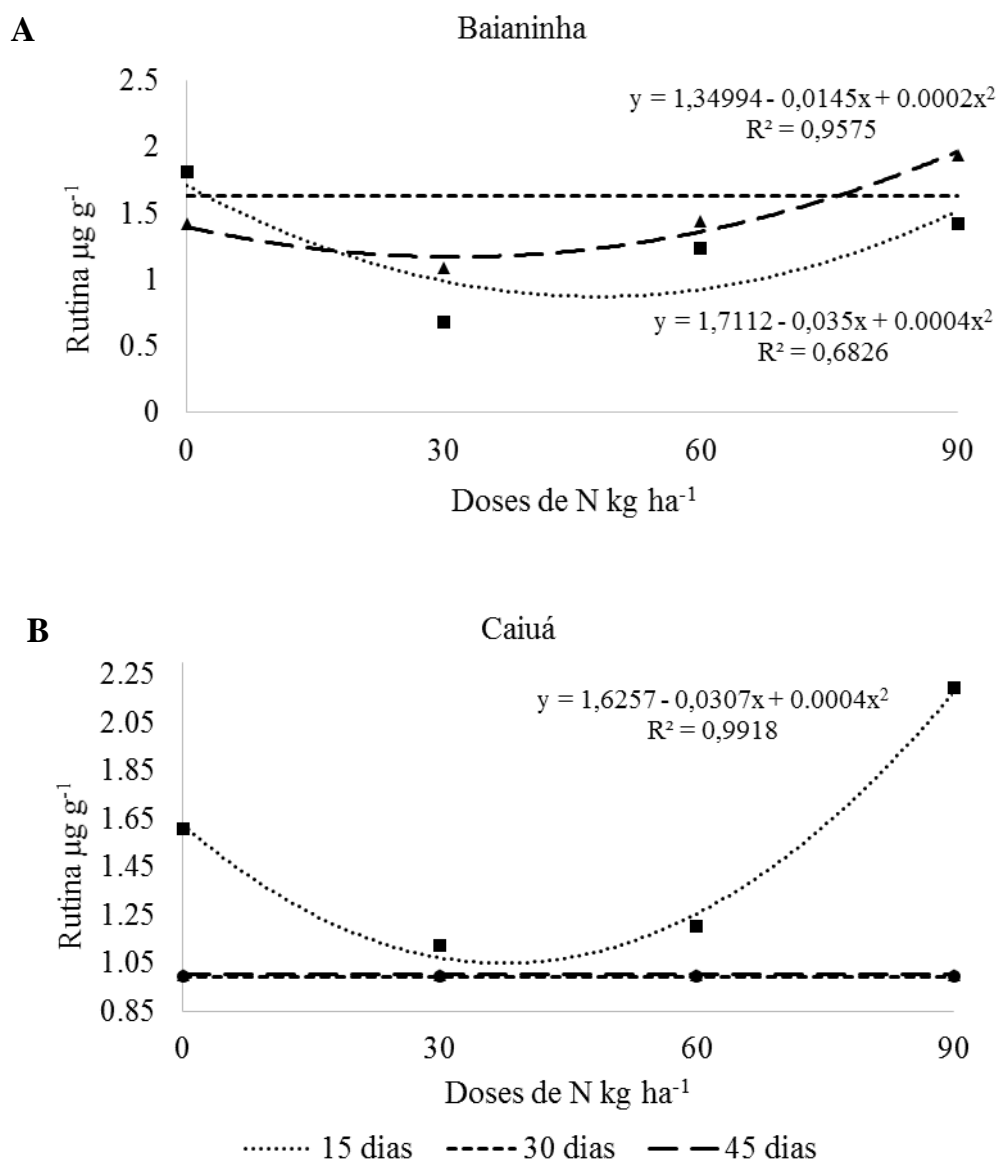 A
Baianinha
2.5
2
1.5
1
0.5
0
Rutina µg g⁻¹
y = 1,34994 - 0,0145x + 0.0002x²
R² = 0,9575
y = 1,7112 - 0,035x + 0.0004x²
R² = 0,6826
0 30 60 90
Doses de N kg ha⁻¹
B
Caiuá
2.25
2.05
1.85
1.65
1.45
1.25
1.05
0.85
Rutina µg g⁻¹
y = 1,6257 - 0,0307x + 0.0004x²
R² = 0,9918
0 30 60 90
Doses de N kg ha⁻¹
15 dias 30 dias 45 dias